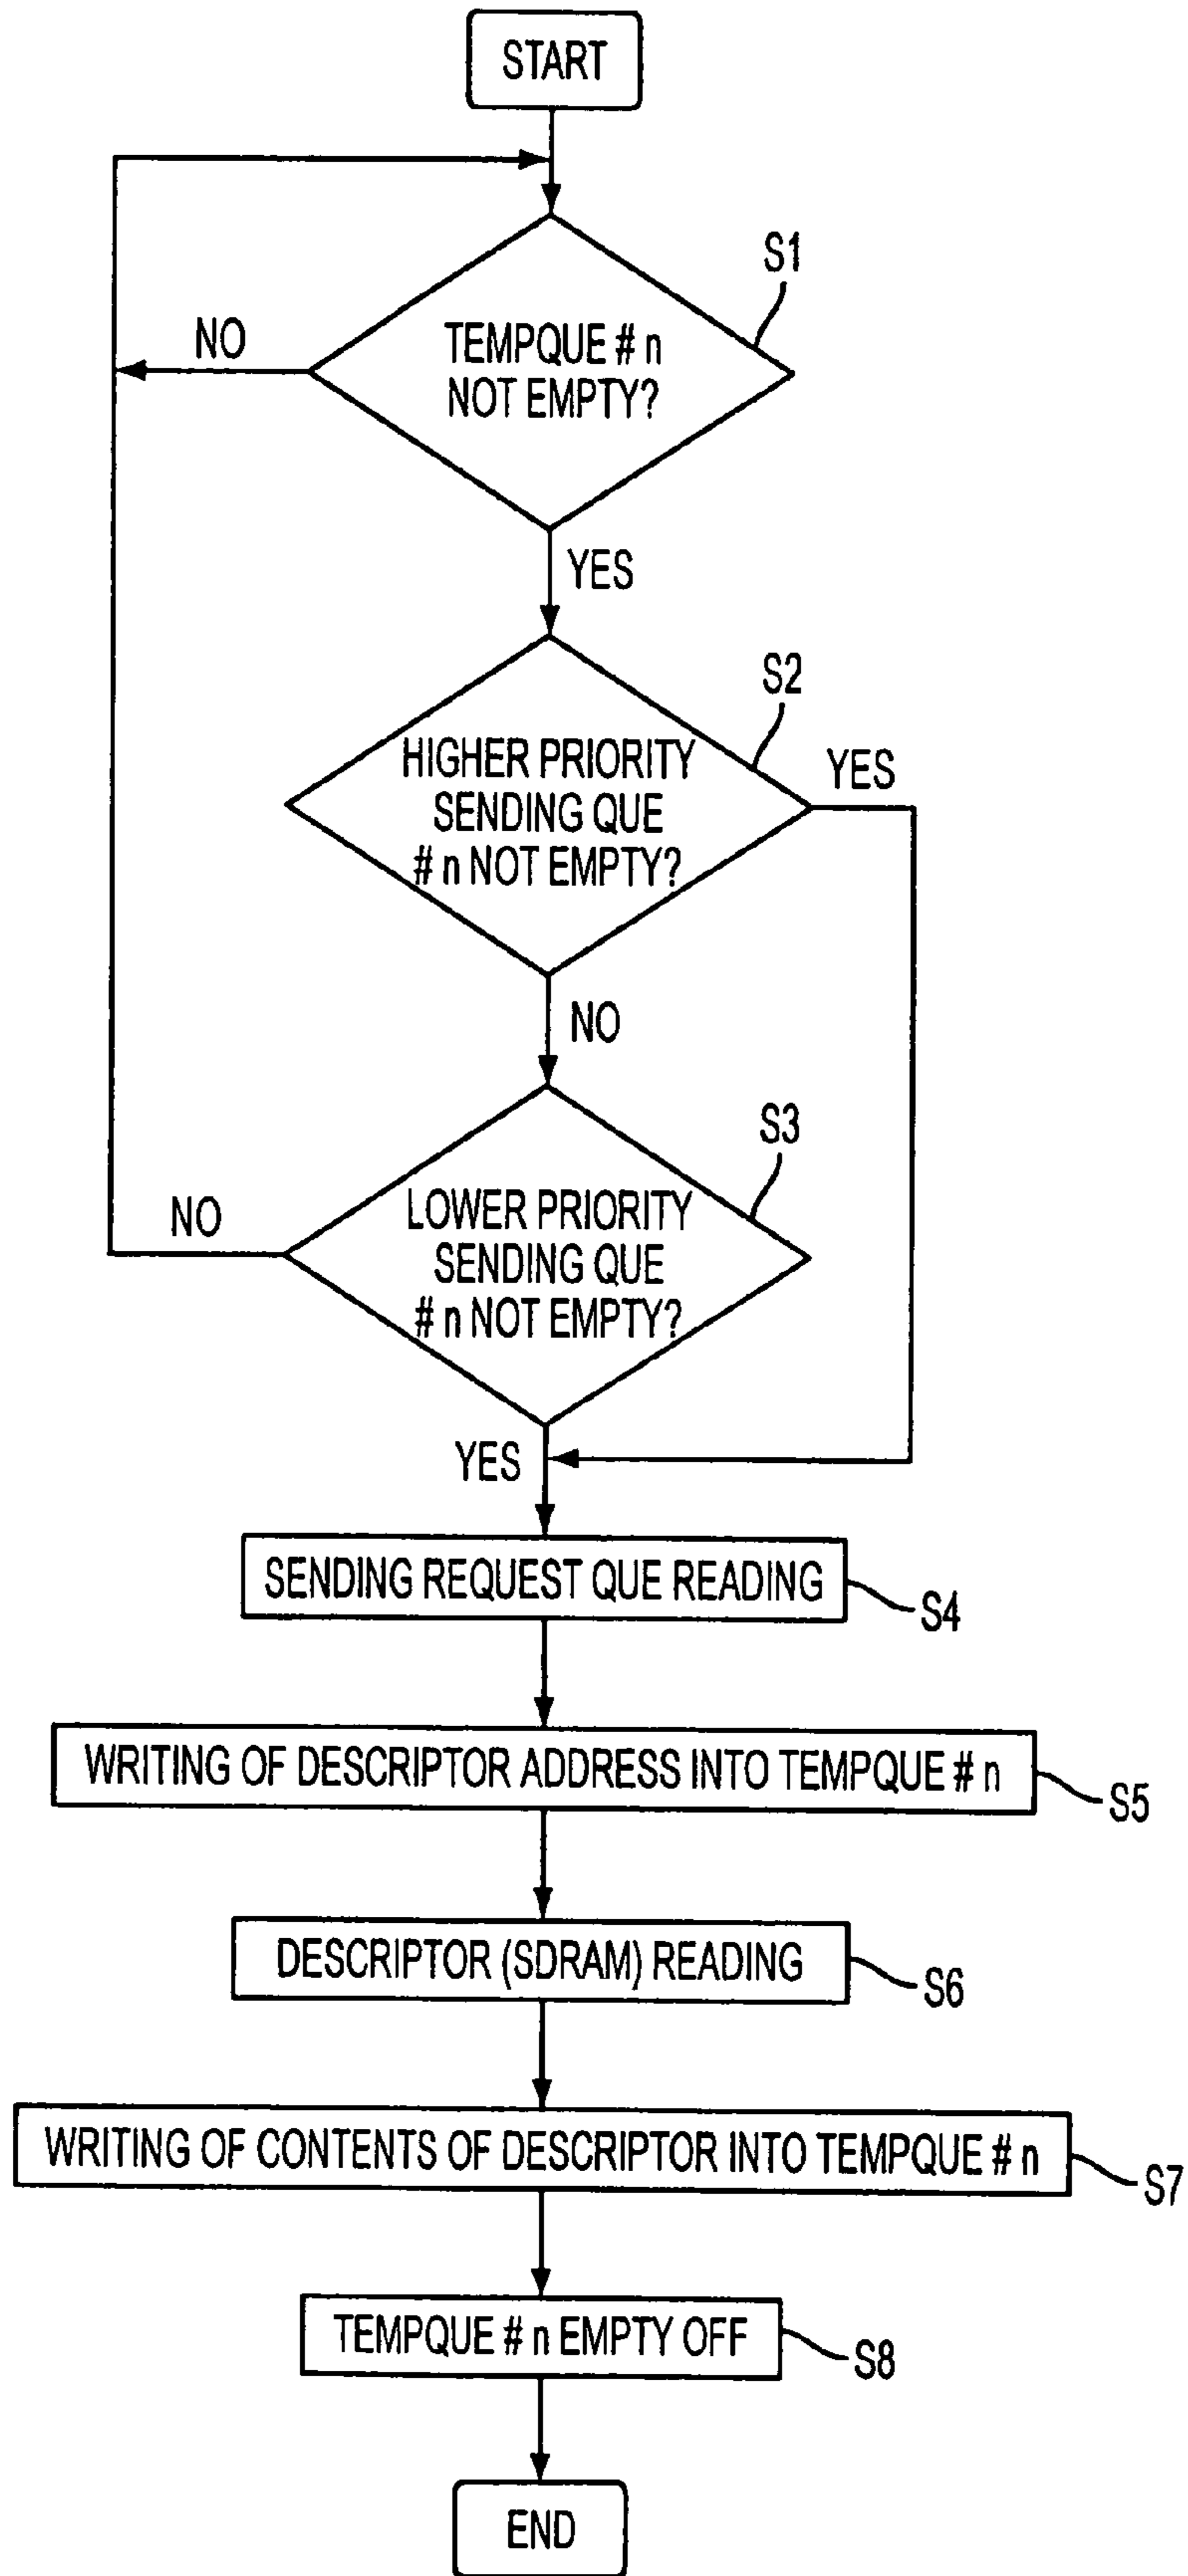 START
S1
NO
TEMPQUE # n
NOT EMPTY?
YES
S2
HIGHER PRIORITY
SENDING QUE
# n NOT EMPTY?
YES
NO
S3
NO
LOWER PRIORITY
SENDING QUE
# n NOT EMPTY?
YES
SENDING REQUEST QUE READING
S4
WRITING OF DESCRIPTOR ADDRESS INTO TEMPQUE # n
S5
DESCRIPTOR (SDRAM) READING
S6
WRITING OF CONTENTS OF DESCRIPTOR INTO TEMPQUE # n
S7
TEMPQUE # n EMPTY OFF
S8
END